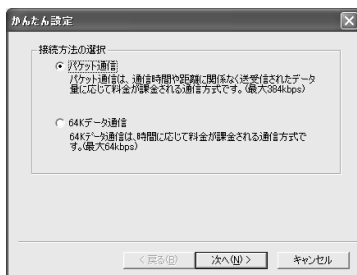 かんたん設定
接続方法の選択
パケット通信
パケット通信は、通信時間や距離に関係なく送受信されたデータ
量に応じて料金が課金される通信方式です。(最大384kbps)
64Kデータ通信
64Kデータ通信は、時間に応じて料金が課金される通信方式で
す。(最大64kbps)
< 戻る(B)
次へ(N) >
キャンセル